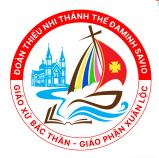 ĐOÀN THIẾU NHI THÁNH THỂ ĐAMINH SAVIO
GIÁO XỨ BẮC THẦN - GIÁO PHẬN XUÂN LỘC